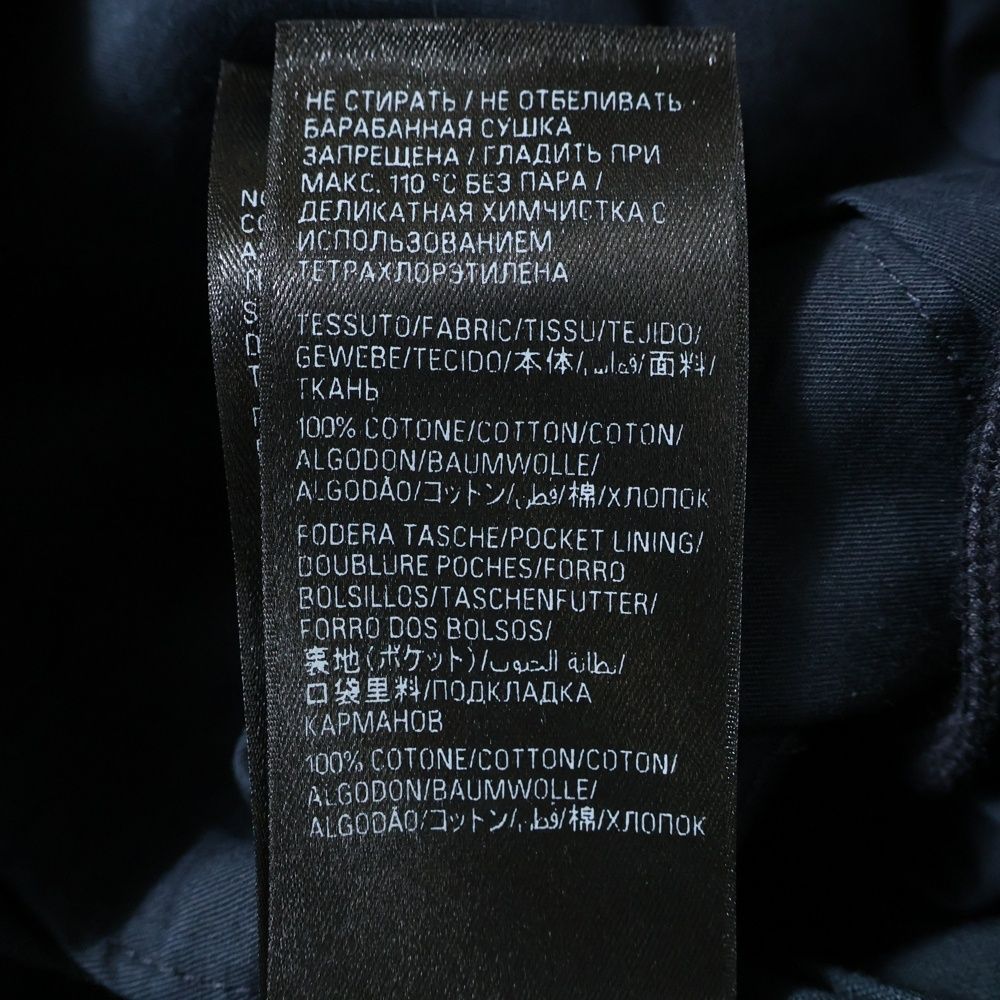 НЕ СТИРАТЬ / НЕ ОТБЕЛИВАТЬ
БАРАБАННАЯ СУШКА
ЗАПРЕЩЕНА / ГЛАДИТЬ ПРИ
МАКС. 110 °C БЕЗ ПАРА /
ДЕЛИКАТНАЯ ХИМЧИСТКА С
ИСПОЛЬЗОВАНИЕМ
ТЕТРАХЛОРЭТИЛЕНА
TESSUTO/FABRIC/TISSU/TEJIDO/
GEWEBE/TECIDO/本体/قماش/面料/
ТКАНЬ
100% COTONE/COTTON/COTON/
ALGODON/BAUMWOLLE/
ALGODÃO/コットン/قطن/棉/ХЛОПОК
FODERA TASCHE/POCKET LINING/
DOUBLURE POCHES/FORRO
BOLSILLOS/TASCHENFUTTER/
FORRO DOS BOLSOS/
裏地(ポケット)/بطانة الجيوب/
口袋里料/ПОДКЛАДКА
КАРМАНОВ
100% COTONE/COTTON/COTON/
ALGODON/BAUMWOLLE/
ALGODÃO/コットン/قطن/棉/ХЛОПОК